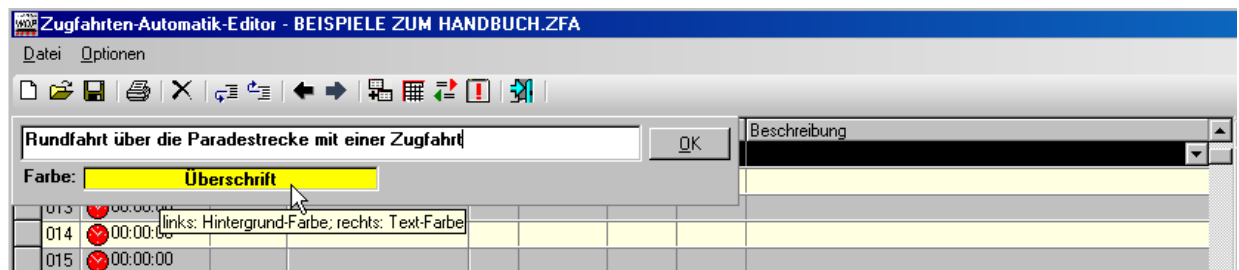 Zugfahrten-Automatik-Editor - BEISPIELE ZUM HANDBUCH.ZFA
Datei Optionen
Rundfahrt über die Paradestrecke mit einer Zugfahrt
OK
Beschreibung
Farbe: Überschrift
links: Hintergrund-Farbe; rechts: Text-Farbe
013 00:00:00
014 00:00:00
015 00:00:00